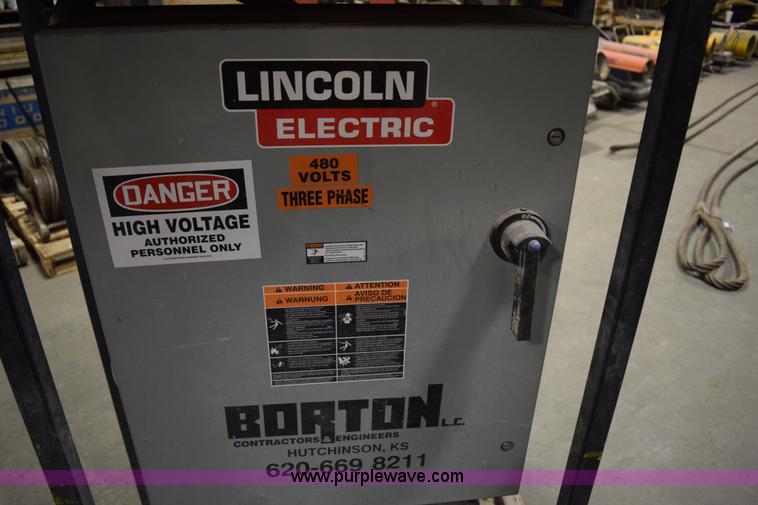 LINCOLN
ELECTRIC
480
VOLTS
THREE PHASE
DANGER
HIGH VOLTAGE
AUTHORIZED
PERSONNEL ONLY
WARNING
ATTENTION
WARNUNG
AVISO DE
PRECAUCION
BORTON L.C.
CONTRACTORS & ENGINEERS
HUTCHINSON, KS
620-669 8211
www.purplewave.com